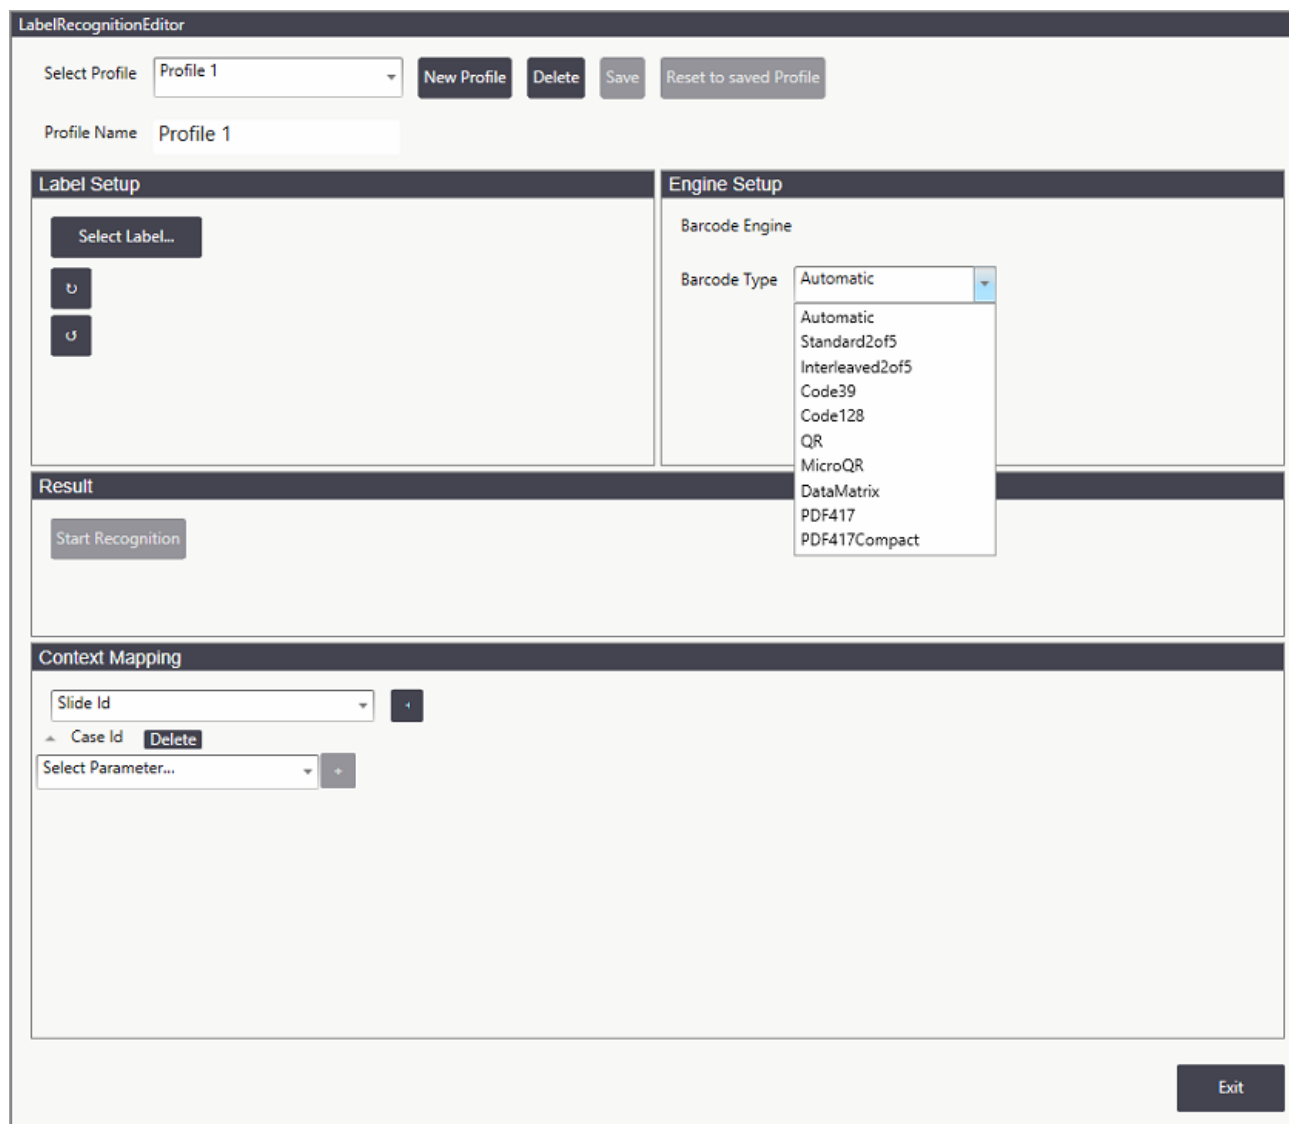 LabelRecognitionEditor
Select Profile Profile 1 New Profile Delete Save Reset to saved Profile
Profile Name Profile 1
Label Setup
Select Label...
↻
↺
Engine Setup
Barcode Engine
Barcode Type Automatic
Automatic
Standard2of5
Interleaved2of5
Code39
Code128
QR
MicroQR
DataMatrix
PDF417
PDF417Compact
Result
Start Recognition
Context Mapping
Slide Id
Case Id Delete
Select Parameter... +
Exit